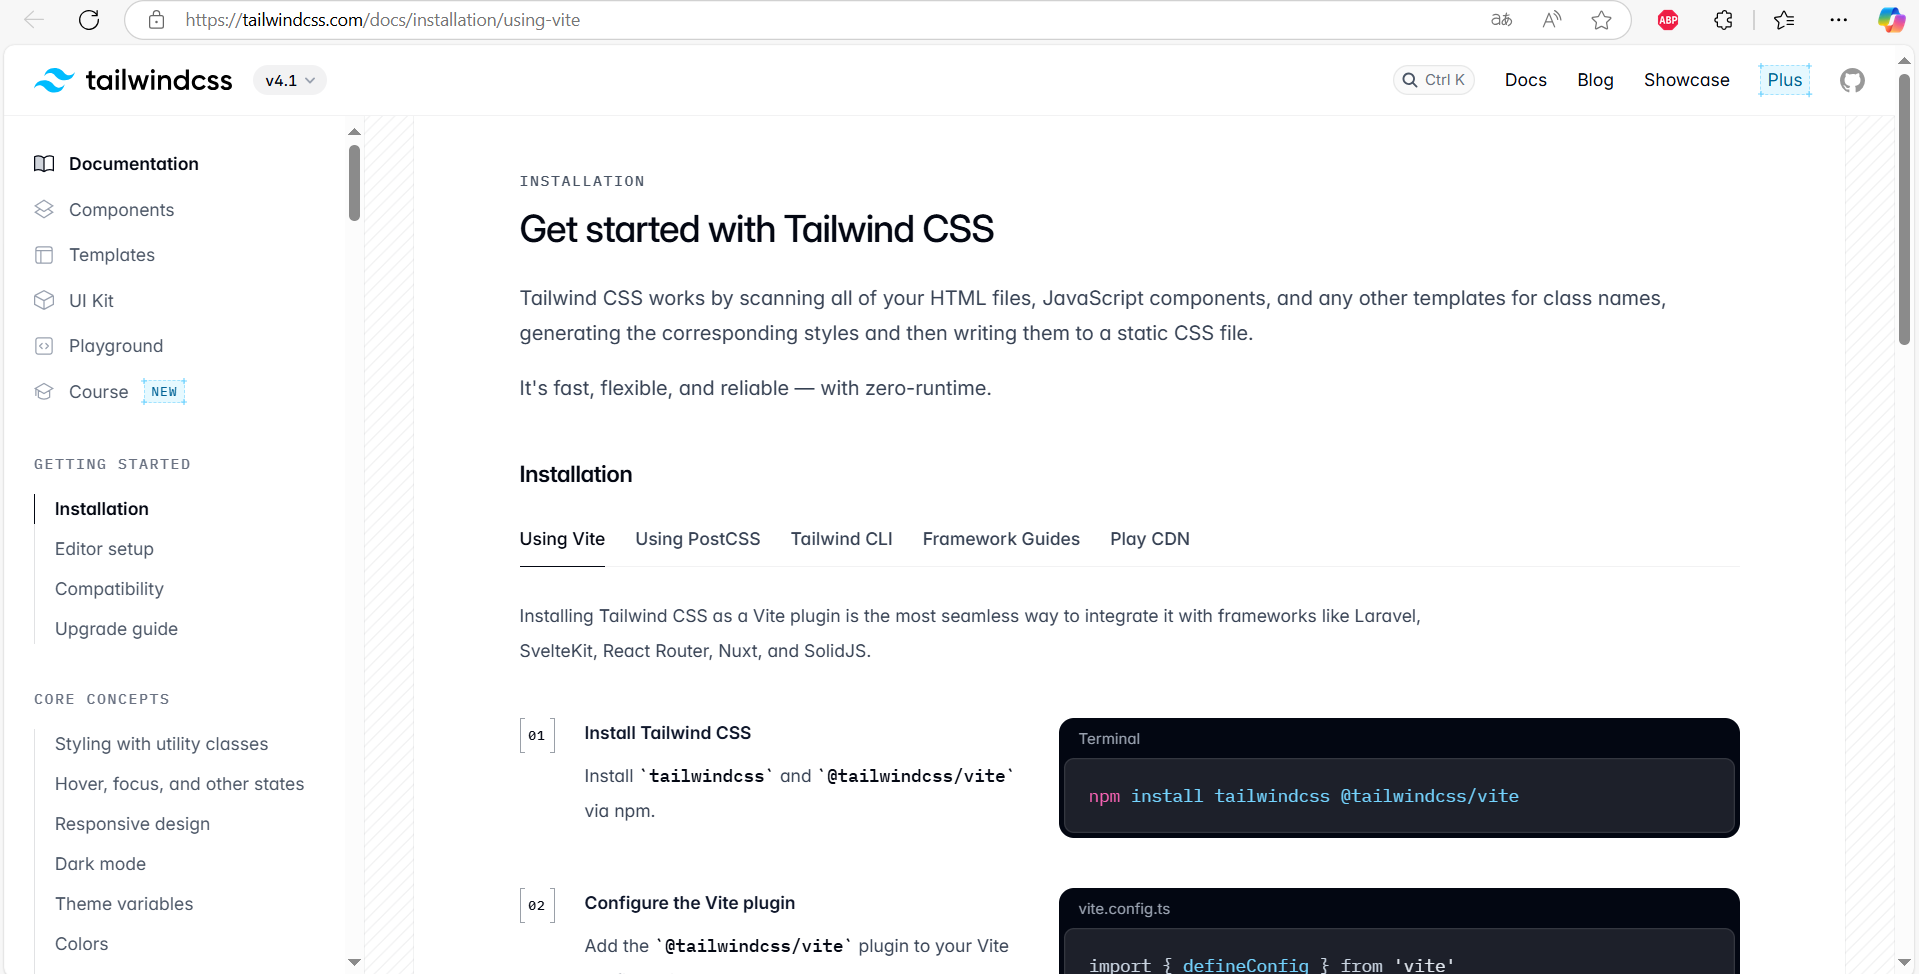 https://tailwindcss.com/docs/installation/using-vite
ABP
tailwindcss
v4.1
Ctrl K
Docs
Blog
Showcase
Plus
Documentation
Components
Templates
UI Kit
Playground
Course NEW
GETTING STARTED
Installation
Editor setup
Compatibility
Upgrade guide
CORE CONCEPTS
Styling with utility classes
Hover, focus, and other states
Responsive design
Dark mode
Theme variables
Colors
INSTALLATION
Get started with Tailwind CSS
Tailwind CSS works by scanning all of your HTML files, JavaScript components, and any other templates for class names,
generating the corresponding styles and then writing them to a static CSS file.
It's fast, flexible, and reliable — with zero-runtime.
Installation
Using Vite
Using PostCSS
Tailwind CLI
Framework Guides
Play CDN
Installing Tailwind CSS as a Vite plugin is the most seamless way to integrate it with frameworks like Laravel,
SvelteKit, React Router, Nuxt, and SolidJS.
01
Install Tailwind CSS
Install `tailwindcss` and `@tailwindcss/vite`
via npm.
Terminal
npm install tailwindcss @tailwindcss/vite
02
Configure the Vite plugin
Add the `@tailwindcss/vite` plugin to your Vite
vite.config.ts
import { defineConfig } from 'vite'